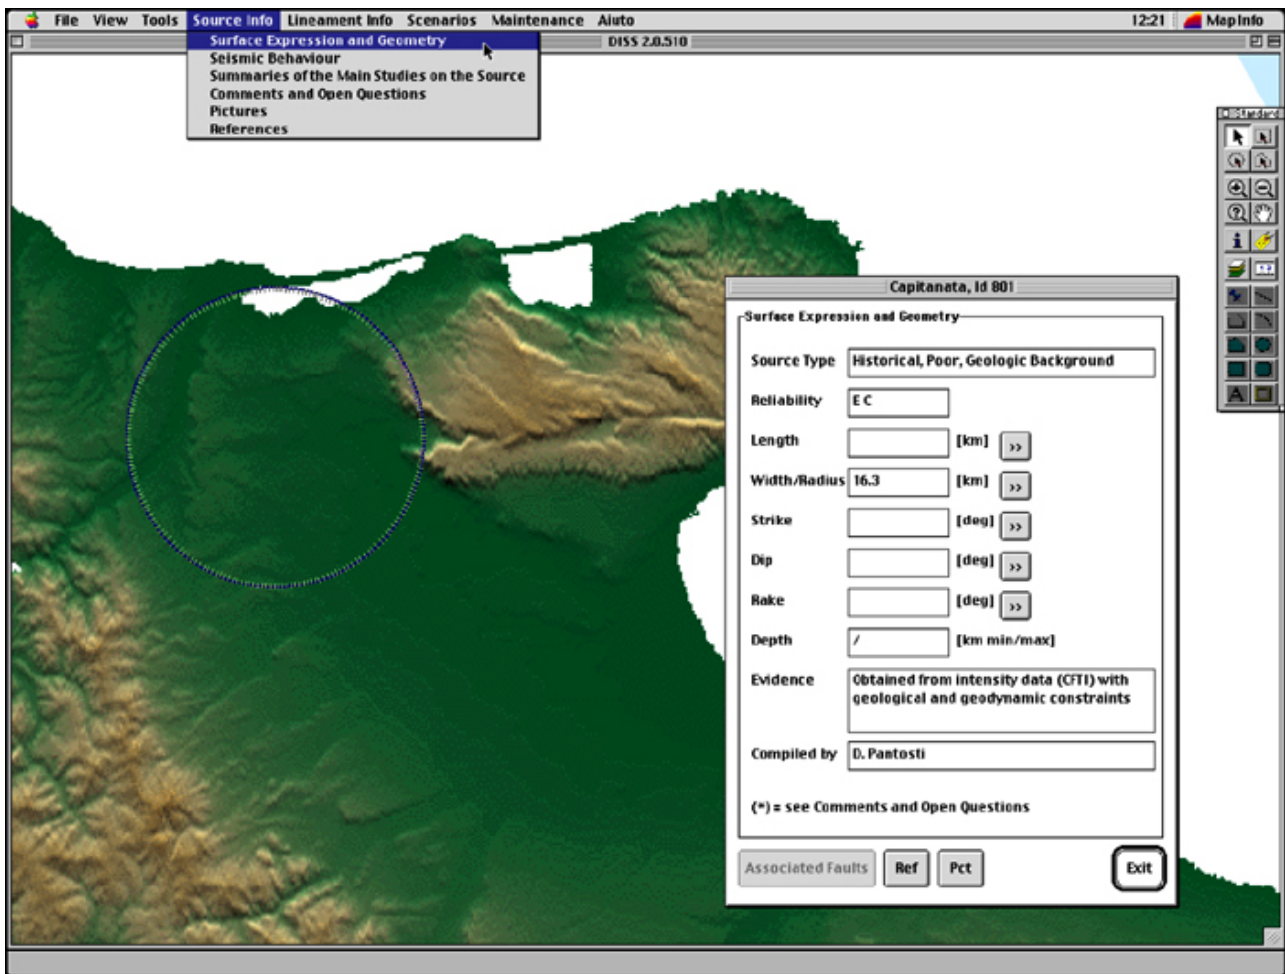 File View Tools Source Info Lineament Info Scenarios Maintenance Aiuto 12:21 MapInfo
DISS 2.0.510
Surface Expression and Geometry
Seismic Behaviour
Summaries of the Main Studies on the Source
Comments and Open Questions
Pictures
References
Standard
Capitanata, Id 801
Surface Expression and Geometry
Source Type Historical, Poor, Geologic Background
Reliability E C
Length [km] >>
Width/Radius 16.3 [km] >>
Strike [deg] >>
Dip [deg] >>
Rake [deg] >>
Depth / [km min/max]
Evidence Obtained from intensity data (CFTI) with
geological and geodynamic constraints
Compiled by D. Pantosti
(*) = see Comments and Open Questions
Associated Faults Ref Pct Exit